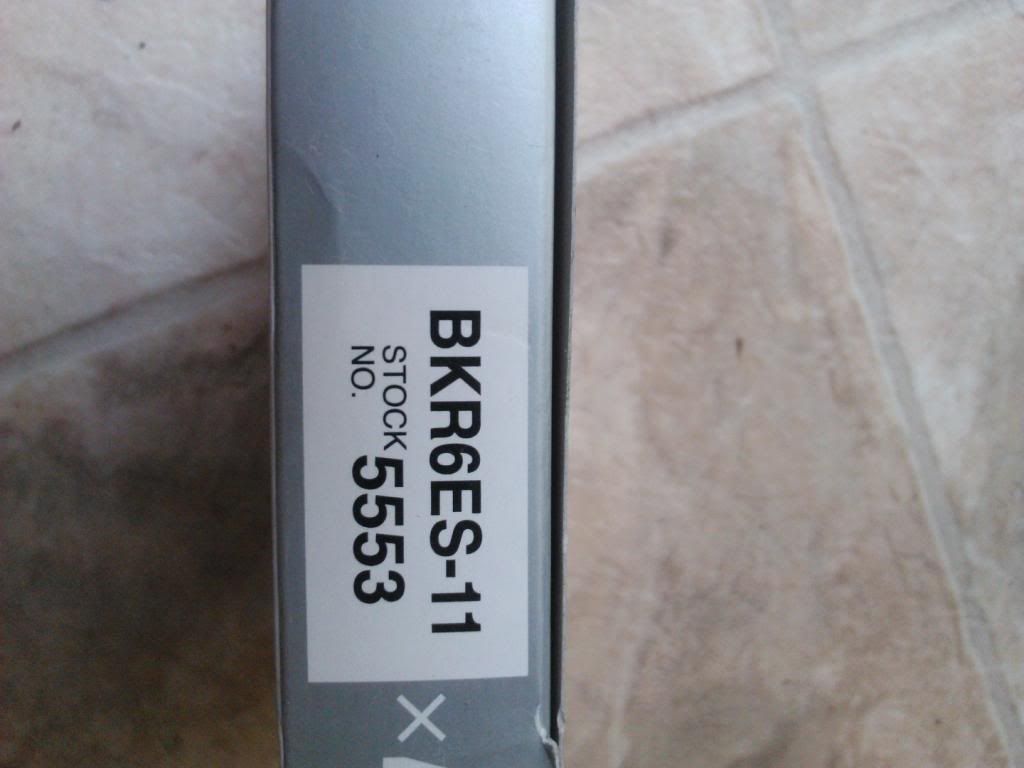 BKR6ES-11
STOCK
NO. 5553
×